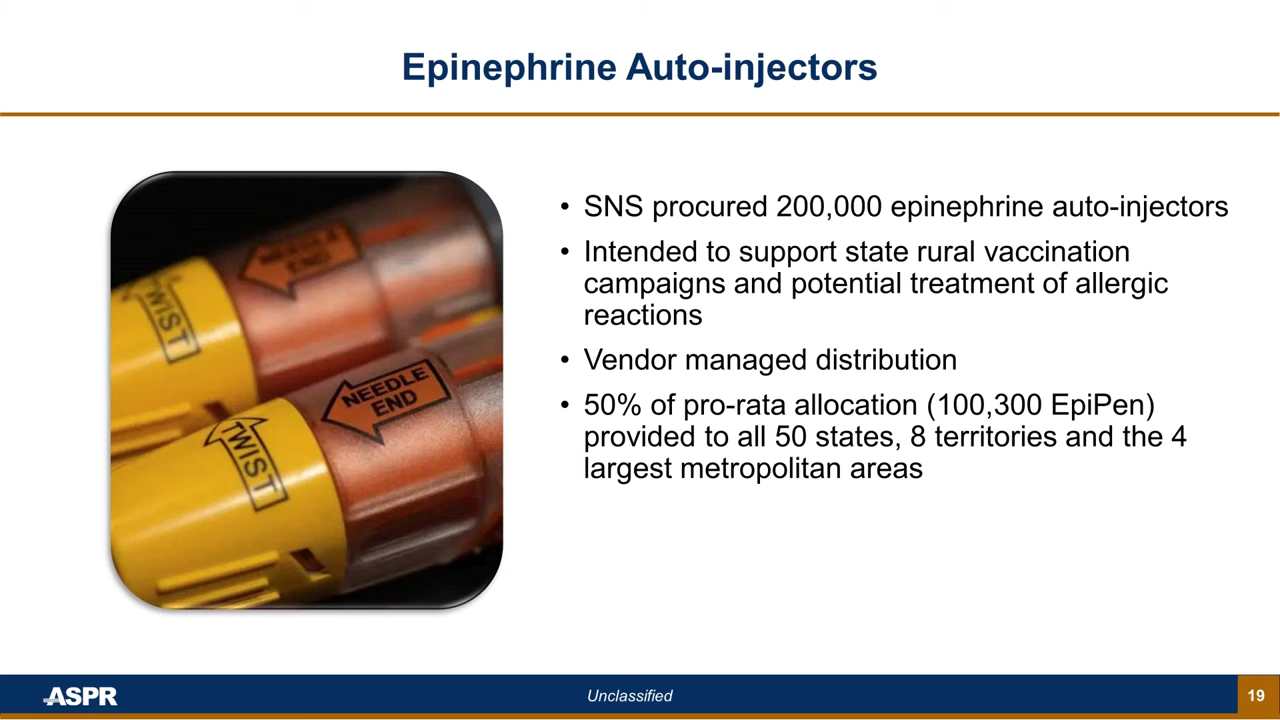 Epinephrine Auto-injectors
NEEDLE
END
TWIST
NEEDLE
END
TWIST
• SNS procured 200,000 epinephrine auto-injectors
• Intended to support state rural vaccination
campaigns and potential treatment of allergic
reactions
• Vendor managed distribution
• 50% of pro-rata allocation (100,300 EpiPen)
provided to all 50 states, 8 territories and the 4
largest metropolitan areas
ASPR
Unclassified
19